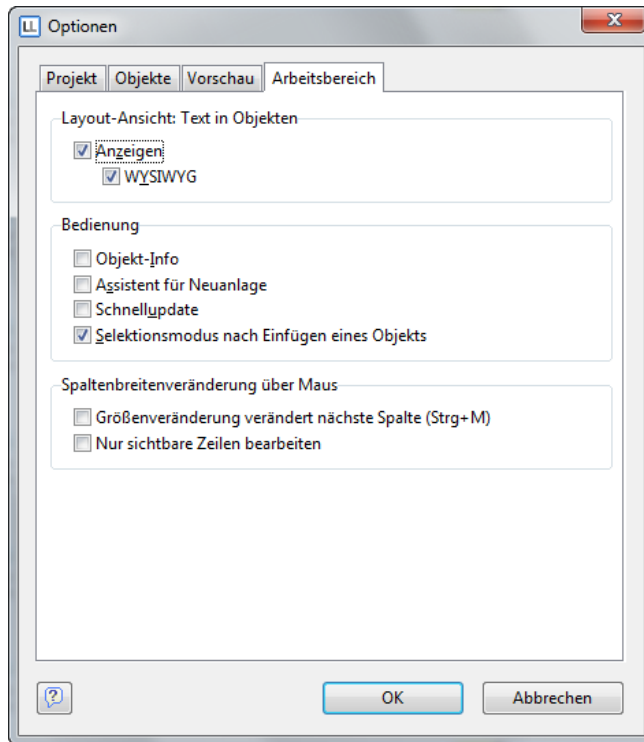 LL Optionen
Projekt Objekte Vorschau Arbeitsbereich
Layout-Ansicht: Text in Objekten
Anzeigen
WYSIWYG
Bedienung
Objekt-Info
Assistent für Neuanlage
Schnellupdate
Selektionsmodus nach Einfügen eines Objekts
Spaltenbreitenveränderung über Maus
Größenveränderung verändert nächste Spalte (Strg+M)
Nur sichtbare Zeilen bearbeiten
? OK Abbrechen